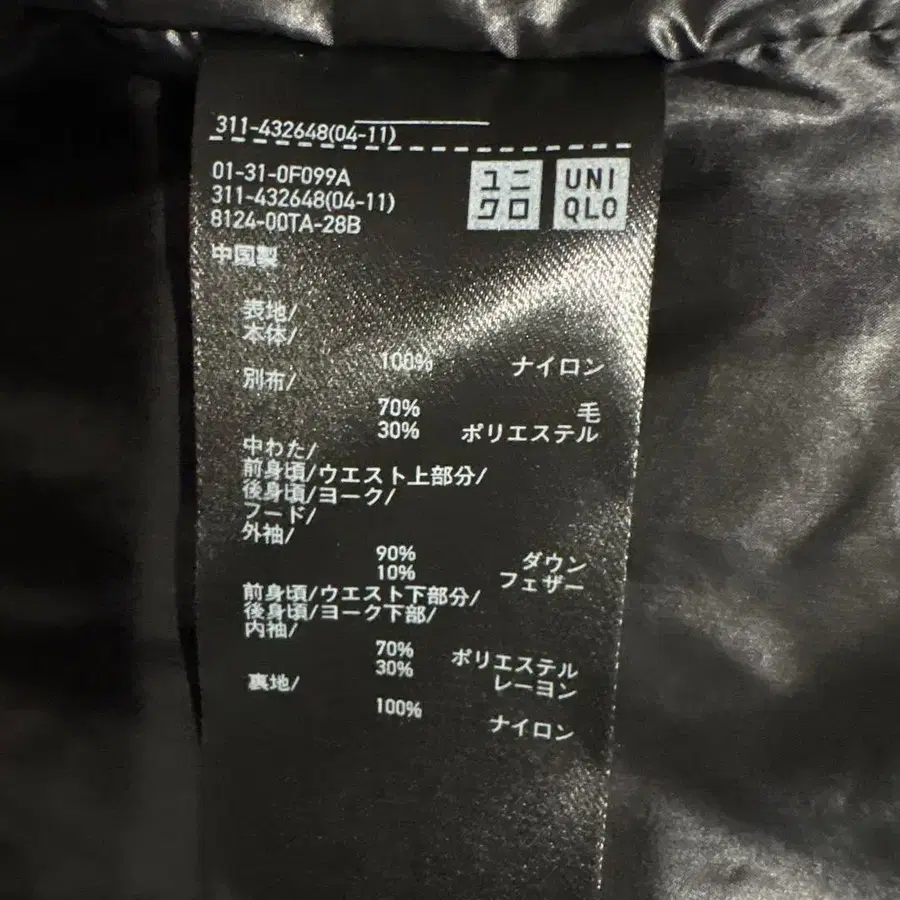 311-432648(04-11)
01-31-0F099A
311-432648(04-11)
8124-00TA-28B
ユニ
クロ
UNI
QLO
中国製
表地/
本体/
100% ナイロン
別布/
70% 毛
30% ポリエステル
中わた/
前身頃/ウエスト上部分/
後身頃/ヨーク/
フード/
外袖/
90% ダウン
10% フェザー
前身頃/ウエスト下部分/
後身頃/ヨーク下部/
内袖/
70% ポリエステル
30% レーヨン
裏地/
100% ナイロン